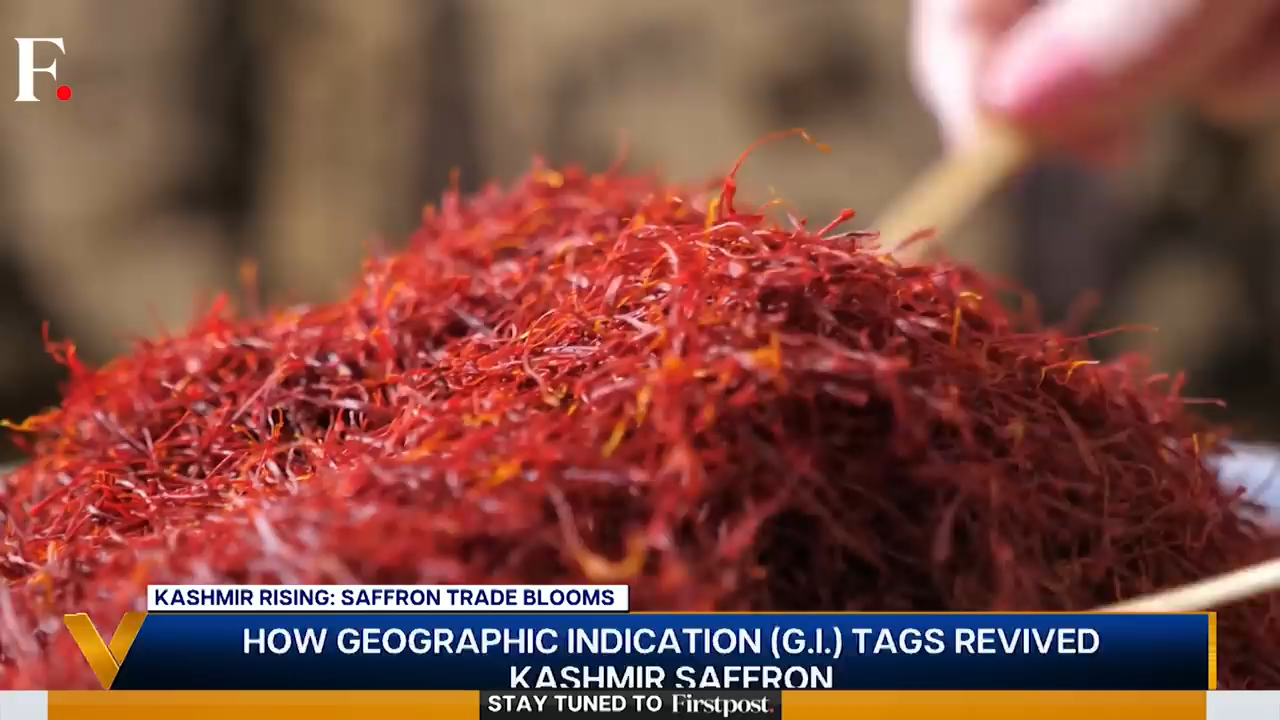 F.
KASHMIR RISING: SAFFRON TRADE BLOOMS
HOW GEOGRAPHIC INDICATION (G.I.) TAGS REVIVED
KASHMIR SAFFRON
STAY TUNED TO Firstpost.